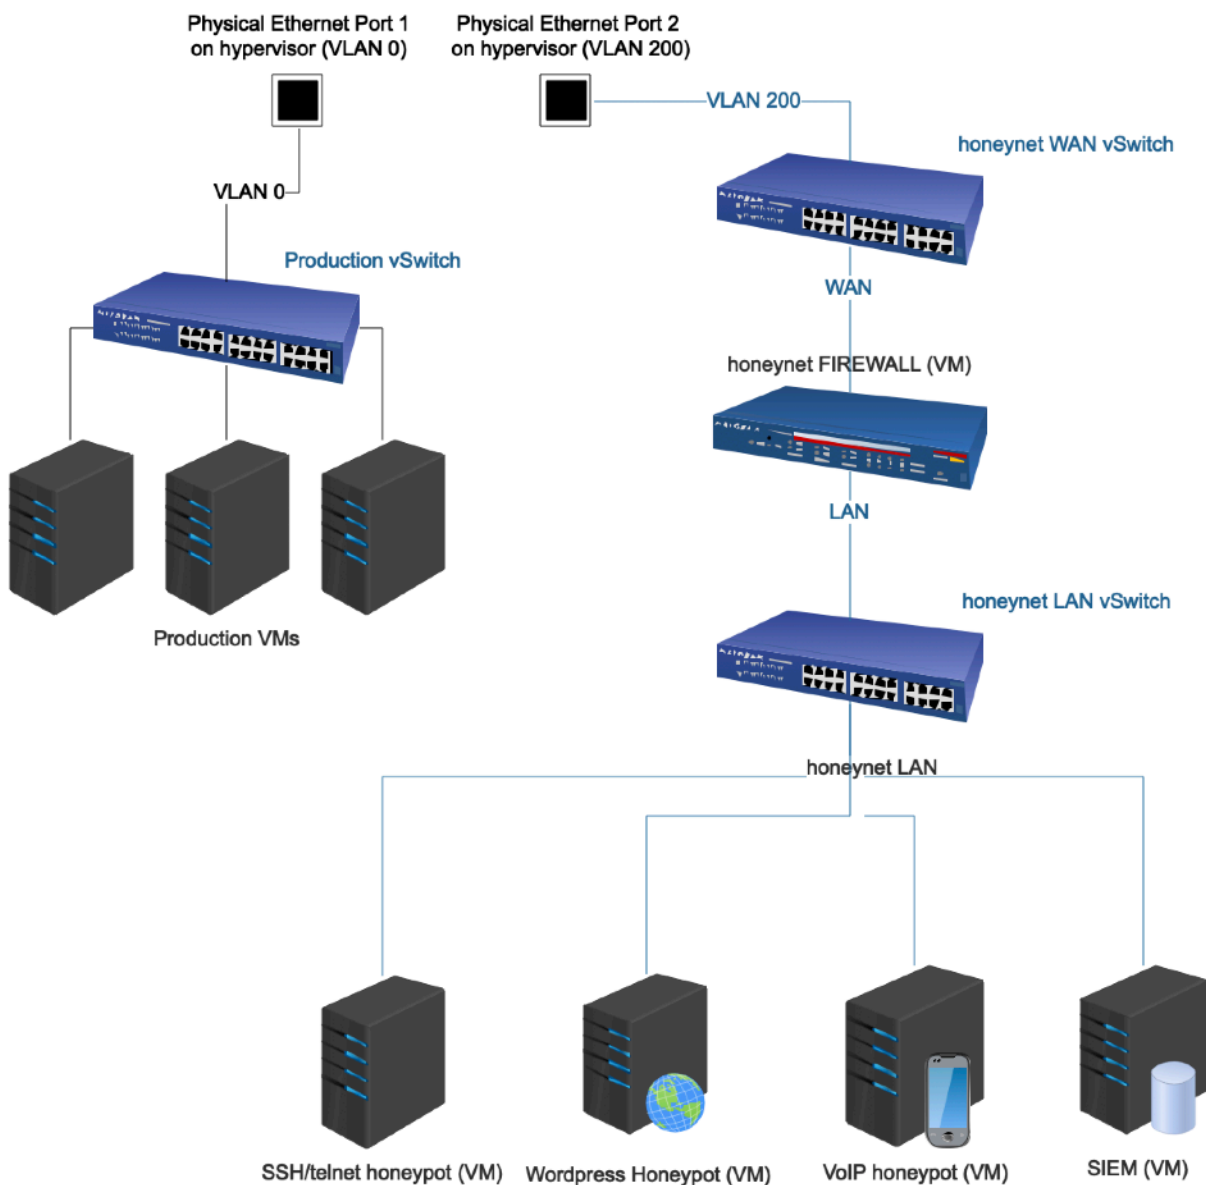 Physical Ethernet Port 1
on hypervisor (VLAN 0)
Physical Ethernet Port 2
on hypervisor (VLAN 200)
VLAN 200
honeynet WAN vSwitch
VLAN 0
Production vSwitch
WAN
honeynet FIREWALL (VM)
LAN
honeynet LAN vSwitch
Production VMs
honeynet LAN
SSH/telnet honeypot (VM)
Wordpress Honeypot (VM)
VoIP honeypot (VM)
SIEM (VM)